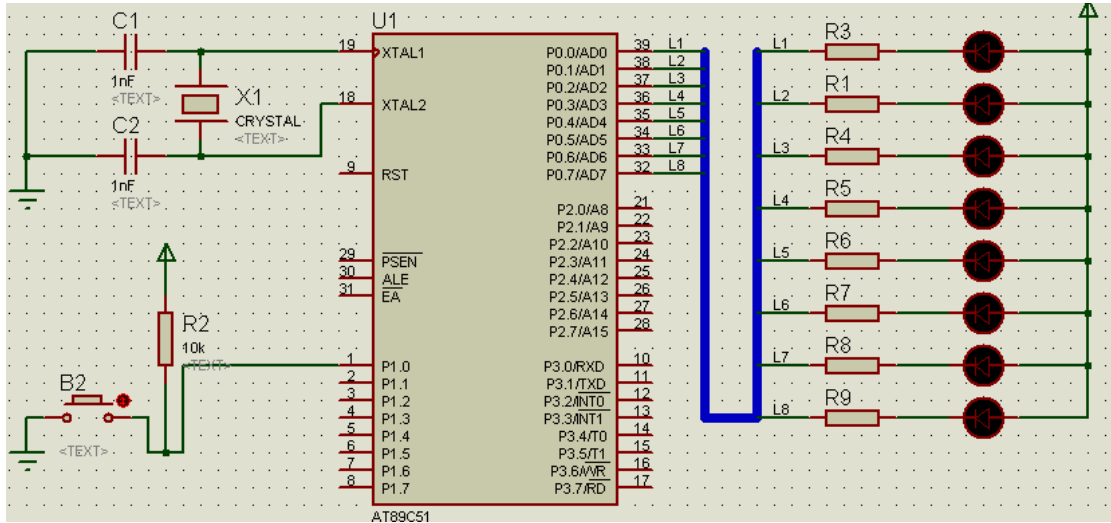 C1
1nF
<TEXT>
X1
CRYSTAL
<TEXT>
C2
1nF
<TEXT>
R2
10k
<TEXT>
B2
<TEXT>
U1
19 XTAL1
18 XTAL2
9 RST
29 PSEN
30 ALE
31 EA
1 P1.0
2 P1.1
3 P1.2
4 P1.3
5 P1.4
6 P1.5
7 P1.6
8 P1.7
P0.0/AD0 39 L1
P0.1/AD1 38 L2
P0.2/AD2 37 L3
P0.3/AD3 36 L4
P0.4/AD4 35 L5
P0.5/AD5 34 L6
P0.6/AD6 33 L7
P0.7/AD7 32 L8
P2.0/A8 21
P2.1/A9 22
P2.2/A10 23
P2.3/A11 24
P2.4/A12 25
P2.5/A13 26
P2.6/A14 27
P2.7/A15 28
P3.0/RXD 10
P3.1/TXD 11
P3.2/INT0 12
P3.3/INT1 13
P3.4/T0 14
P3.5/T1 15
P3.6/WR 16
P3.7/RD 17
AT89C51
L1 R3
L2 R1
L3 R4
L4 R5
L5 R6
L6 R7
L7 R8
L8 R9